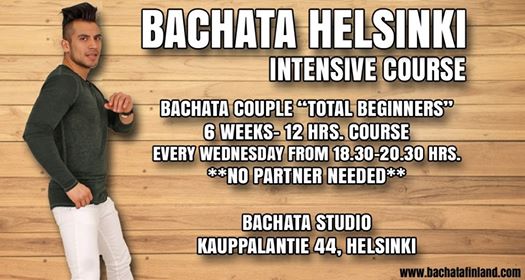 BACHATA HELSINKI
INTENSIVE COURSE
BACHATA COUPLE "TOTAL BEGINNERS"
6 WEEKS- 12 HRS. COURSE
EVERY WEDNESDAY FROM 18.30-20.30 HRS.
**NO PARTNER NEEDED**
BACHATA STUDIO
KAUPPALANTIE 44, HELSINKI
www.bachatafinland.com